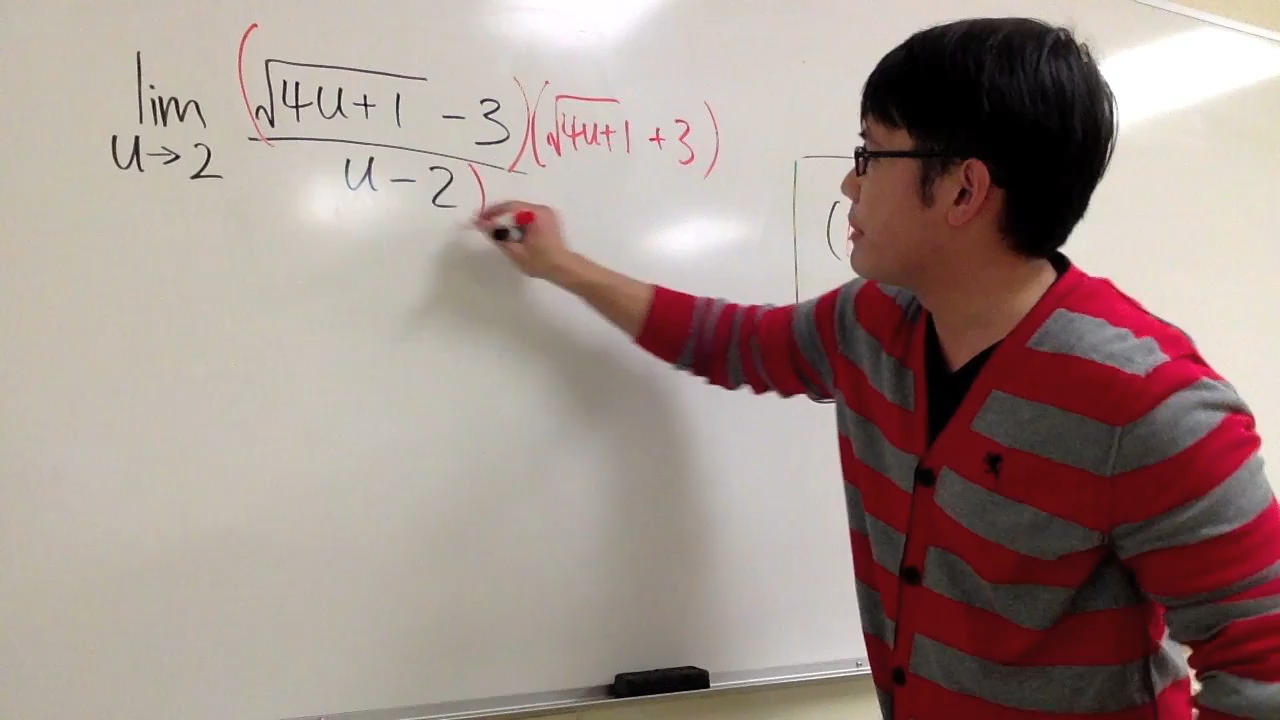 lim u→2 (√(4u+1) - 3)(√(4u+1) + 3)
u - 2)
(